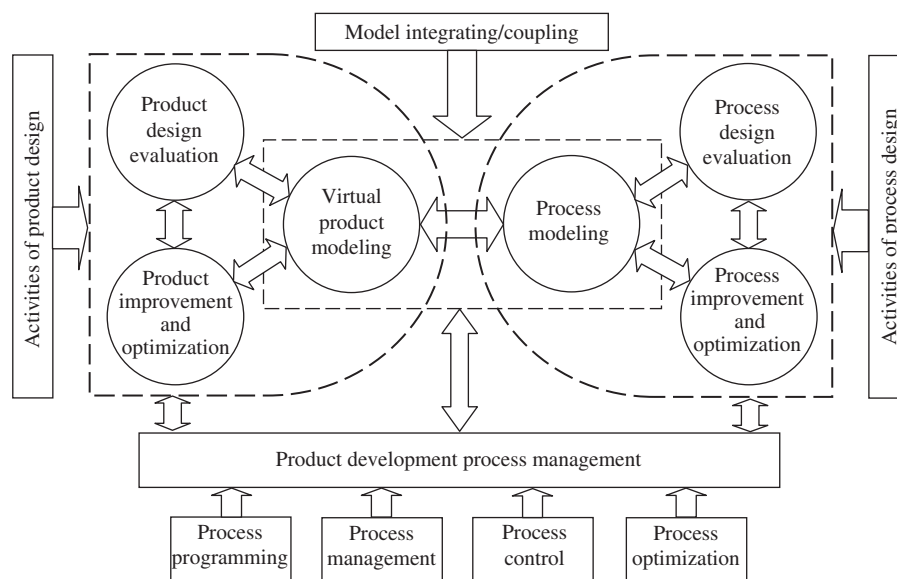 Model integrating/coupling
Activities of product design
Product
design
evaluation
Product
improvement
and
optimization
Virtual
product
modeling
Process
modeling
Process
design
evaluation
Process
improvement
and
optimization
Activities of process design
Product development process management
Process
programming
Process
management
Process
control
Process
optimization